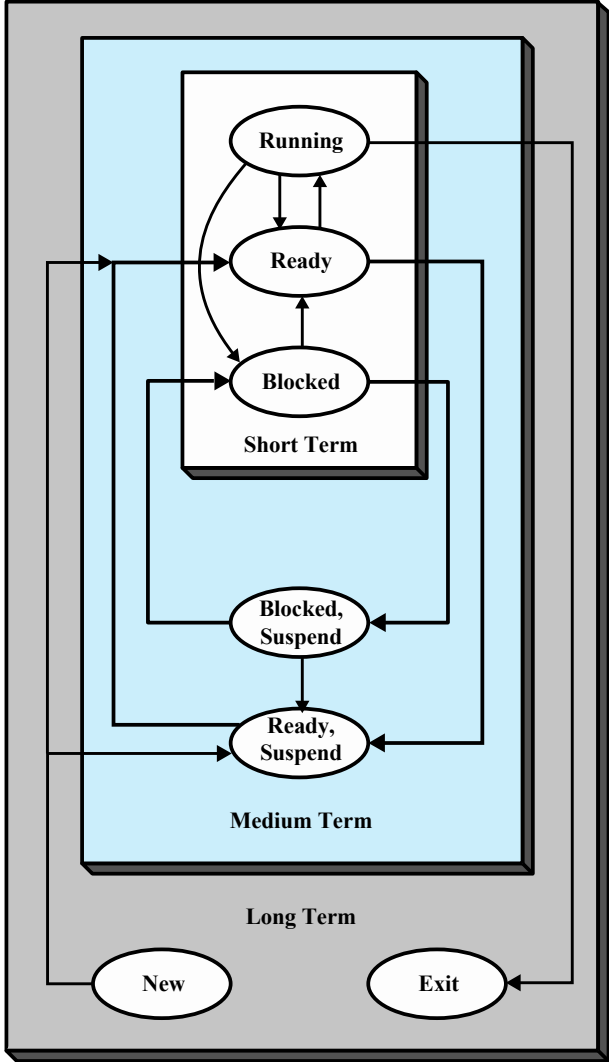 Running
Ready
Blocked
Short Term
Blocked,
Suspend
Ready,
Suspend
Medium Term
Long Term
New
Exit